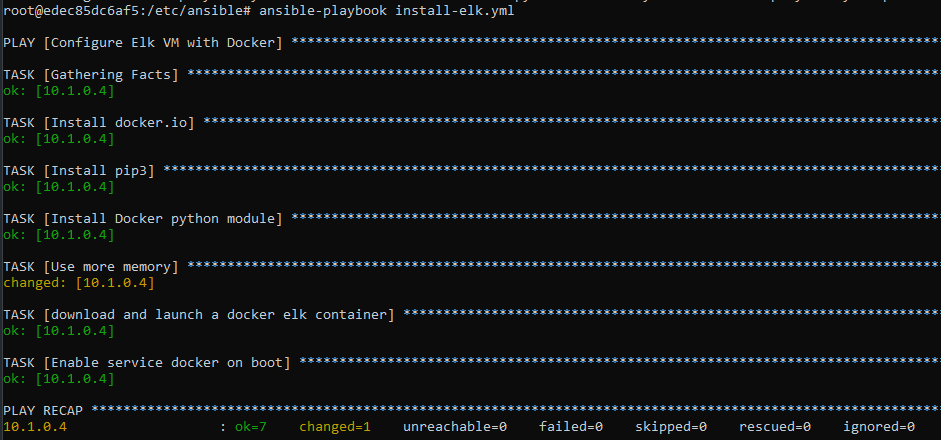 root@edec85dc6af5:/etc/ansible# ansible-playbook install-elk.yml
PLAY [Configure Elk VM with Docker] *********************************************************************************
TASK [Gathering Facts] **********************************************************************************************
ok: [10.1.0.4]
TASK [Install docker.io] ********************************************************************************************
ok: [10.1.0.4]
TASK [Install pip3] *************************************************************************************************
ok: [10.1.0.4]
TASK [Install Docker python module] *********************************************************************************
ok: [10.1.0.4]
TASK [Use more memory] **********************************************************************************************
changed: [10.1.0.4]
TASK [download and launch a docker elk container] *******************************************************************
ok: [10.1.0.4]
TASK [Enable service docker on boot] ********************************************************************************
ok: [10.1.0.4]
PLAY RECAP **********************************************************************************************************
10.1.0.4                   : ok=7    changed=1    unreachable=0    failed=0    skipped=0    rescued=0    ignored=0